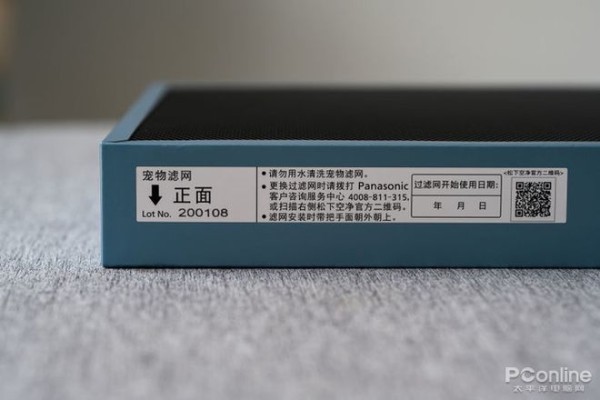 宠物滤网
正面
Lot No. 200108
•请勿用水清洗宠物滤网。
•更换过滤网时请拨打 Panasonic
客户咨询服务中心 4008-811-315,
或扫描右侧松下空净官方二维码。
•滤网安装时带把手面朝外朝上。
过滤网开始使用日期:
年 月 日
<松下空净官方二维码>
PConline
太平洋电脑网